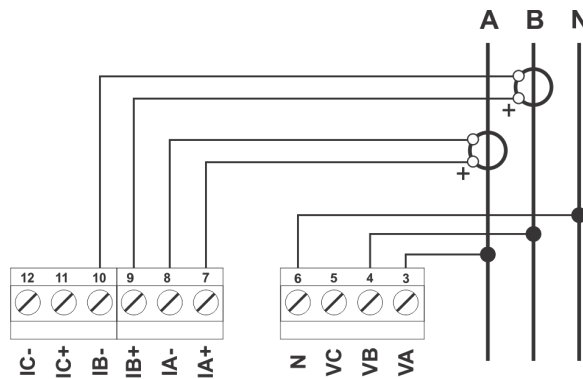 A B N
+
+
12 11 10 9 8 7 6 5 4 3
IC- IC+ IB- IB+ IA- IA+ N VC VB VA